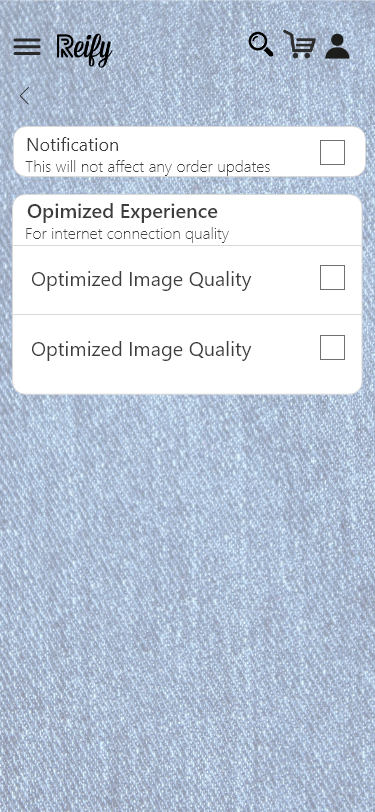 Reify
Notification
This will not affect any order updates
Opimized Experience
For internet connection quality
Optimized Image Quality
Optimized Image Quality